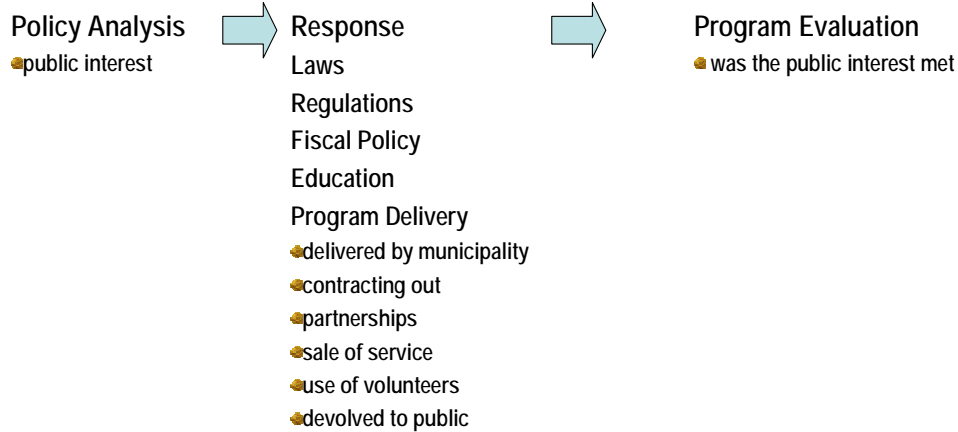 Policy Analysis
public interest
Response
Laws
Regulations
Fiscal Policy
Education
Program Delivery
delivered by municipality
contracting out
partnerships
sale of service
use of volunteers
devolved to public
Program Evaluation
was the public interest met